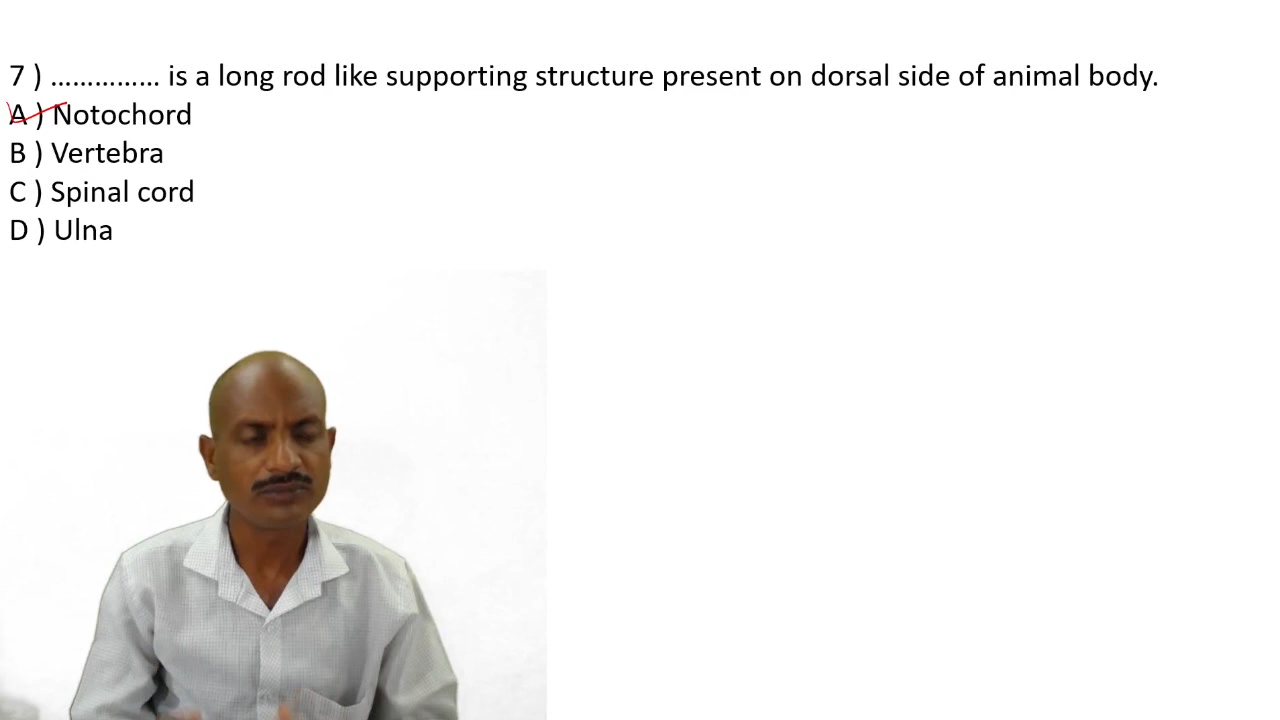 7 ) ............... is a long rod like supporting structure present on dorsal side of animal body.
A ) Notochord
B ) Vertebra
C ) Spinal cord
D ) Ulna